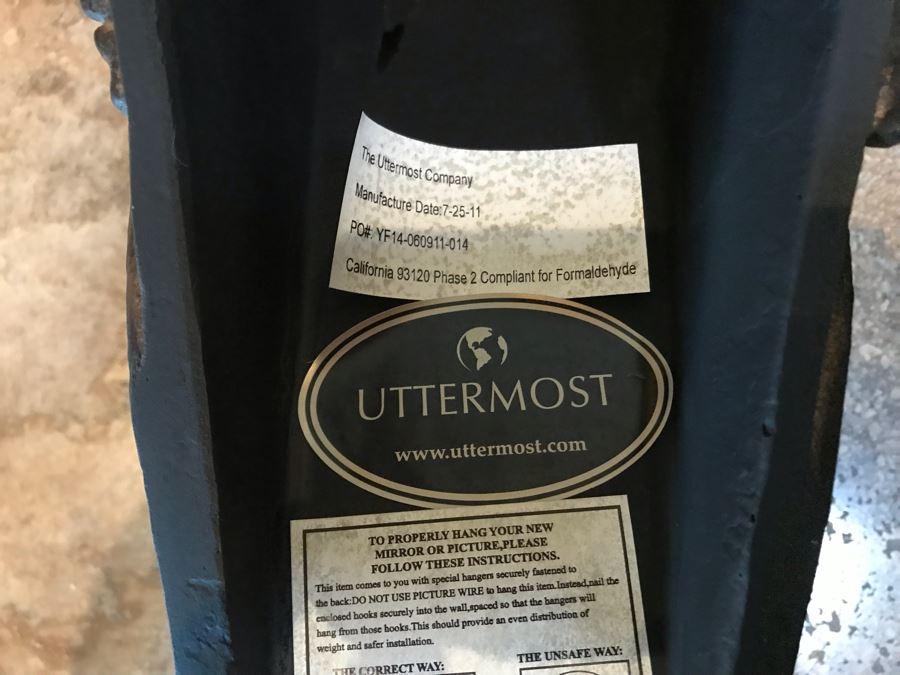 The Uttermost Company
Manufacture Date:7-25-11
PO#: YF14-060911-014
California 93120 Phase 2 Compliant for Formaldehyde
UTTERMOST
www.uttermost.com
TO PROPERLY HANG YOUR NEW
MIRROR OR PICTURE,PLEASE
FOLLOW THESE INSTRUCTIONS.
This item comes to you with special hangers securely fastened to
the back:DO NOT USE PICTURE WIRE to hang this item.Instead,nail the
enclosed hooks securely into the wall,spaced so that the hangers will
hang from those hooks.This should provide an even distribution of
weight and safer installation.
THE CORRECT WAY:
THE UNSAFE WAY: